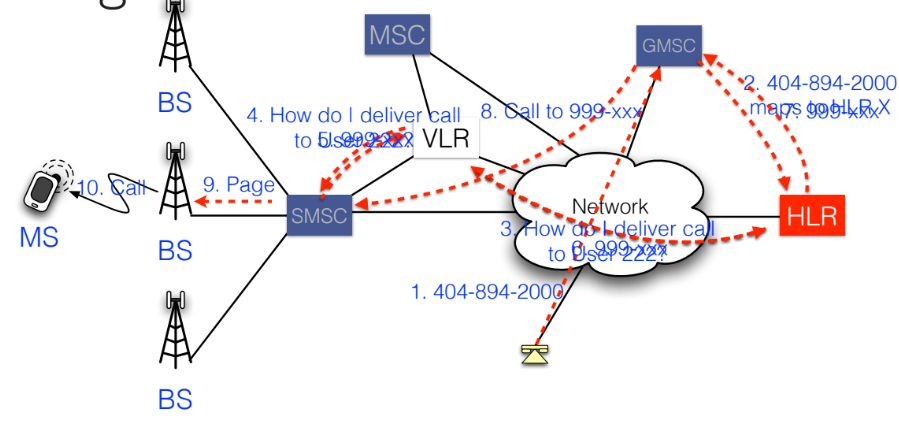 g
MSC
GMSC
BS
2. 404-894-2000
maps to HLR X
7. 999-xxx
4. How do I deliver call
to User 222?
5. 999-xxx
8. Call to 999-xxx
VLR
10. Call
9. Page
SMSC
Network
HLR
MS
BS
3. How do I deliver call
to User 222?
6. 999-xxx
1. 404-894-2000
BS